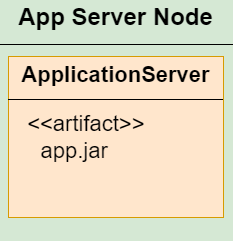 App Server Node
ApplicationServer
<<artifact>>
app.jar